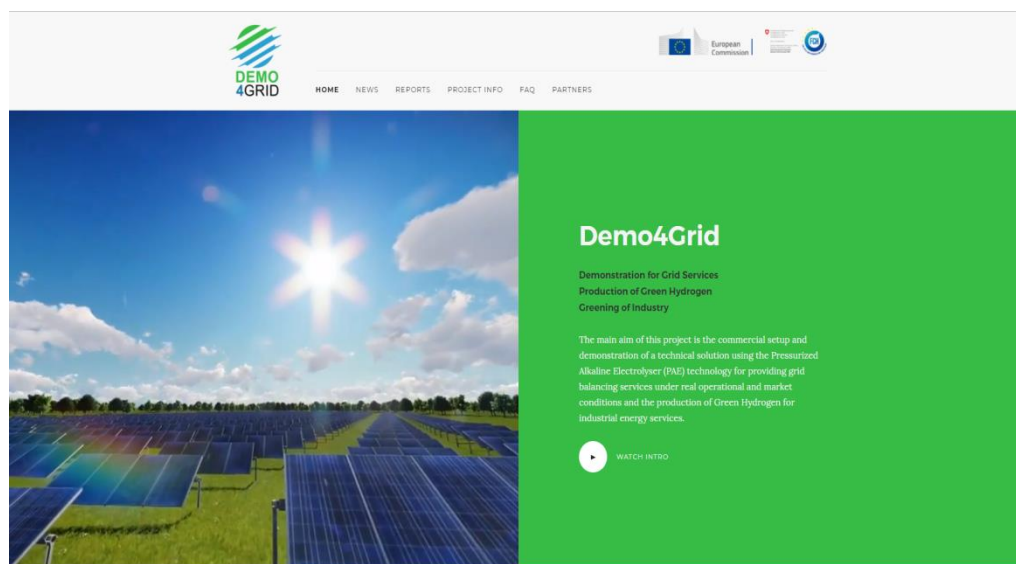 DEMO
4GRID
European
Commission
FCH
HOME NEWS REPORTS PROJECT INFO FAQ PARTNERS
Demo4Grid
Demonstration for Grid Services
Production of Green Hydrogen
Greening of Industry
The main aim of this project is the commercial setup and
demonstration of a technical solution using the Pressurized
Alkaline Electrolyser (PAE) technology for providing grid
balancing services under real operational and market
conditions and the production of Green Hydrogen for
industrial energy services.
WATCH INTRO